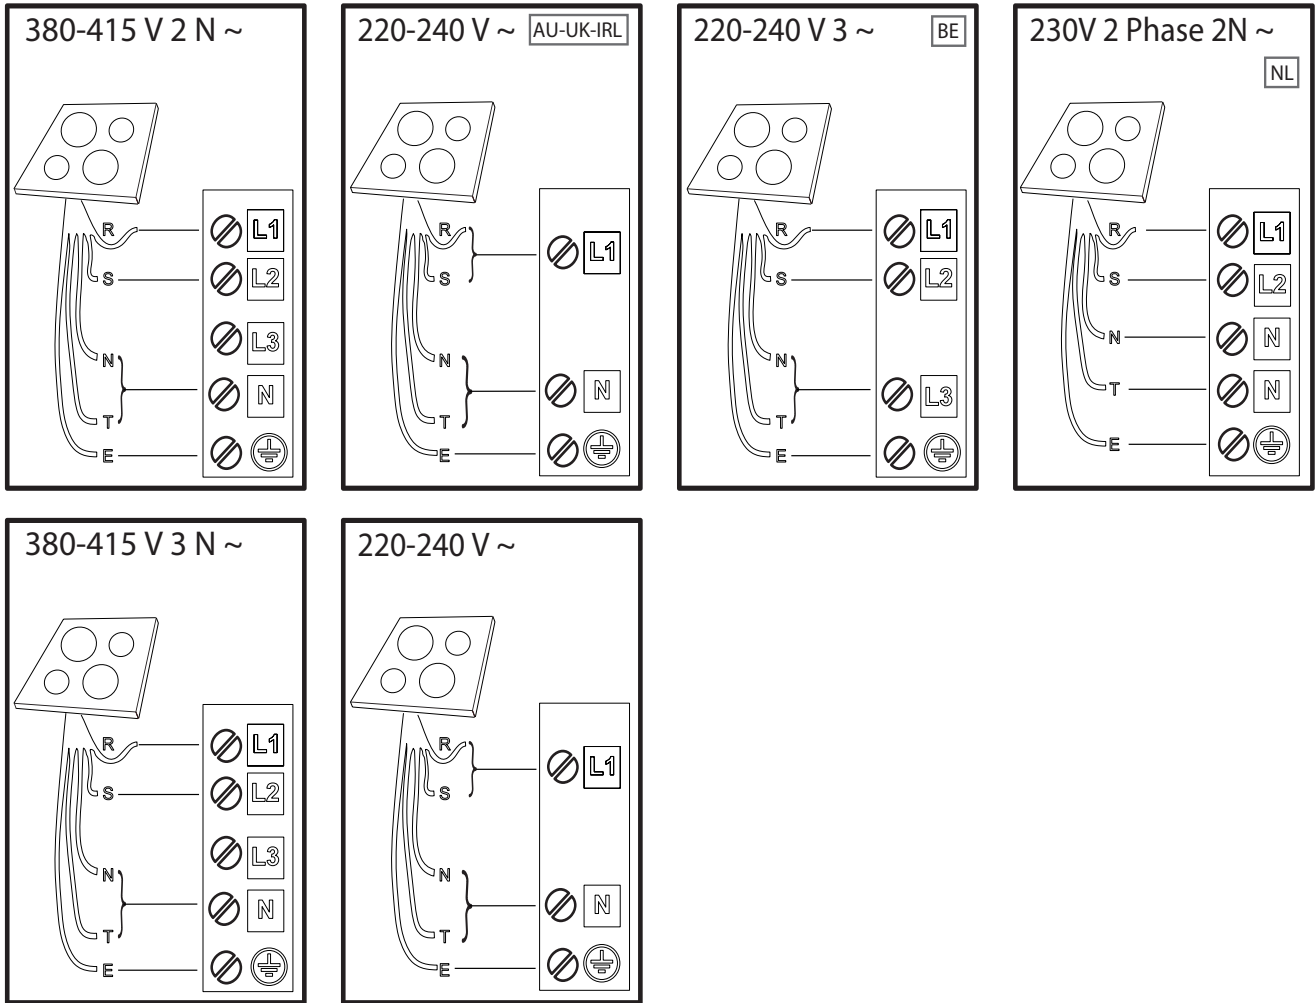 380-415 V 2 N ~
R L1
S L2
L3
N
N
T
E
220-240 V ~ AU-UK-IRL
R
L1
S
N
N
T
E
220-240 V 3 ~ BE
R L1
S L2
N
L3
T
E
230V 2 Phase 2N ~
NL
R L1
S L2
N N
T N
E
380-415 V 3 N ~
R L1
S L2
L3
N
N
T
E
220-240 V ~
R
L1
S
N
N
T
E